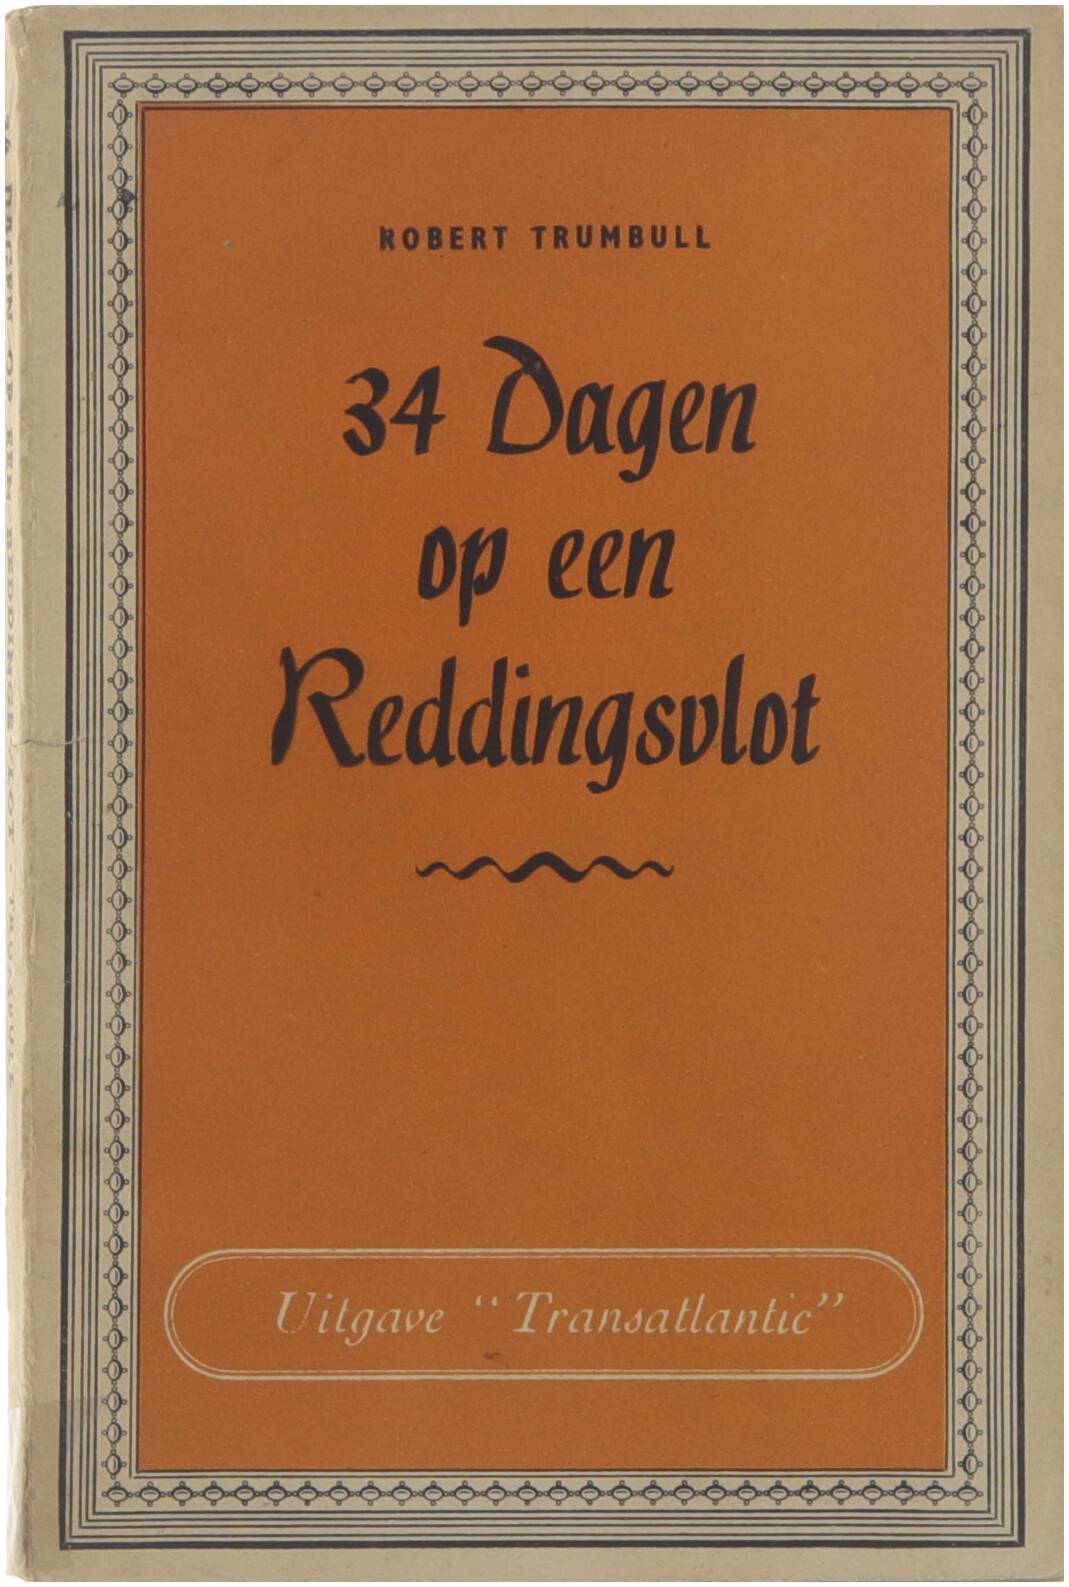 ROBERT TRUMBULL
34 Dagen
op een
Reddingsvlot
Uitgave “Transatlantic”